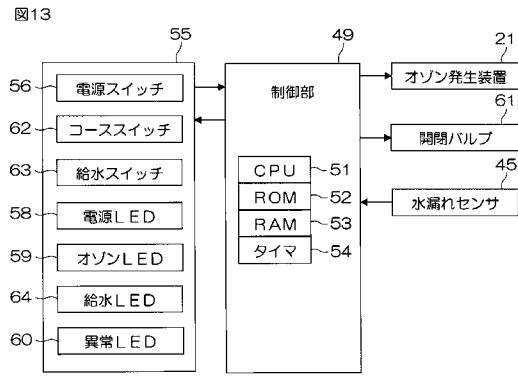 図13
55
56
電源スイッチ
62
コーススイッチ
63
給水スイッチ
58
電源LED
59
オゾンLED
64
給水LED
60
異常LED
49
制御部
CPU
51
ROM
52
RAM
53
タイマ
54
21
オゾン発生装置
61
開閉バルブ
45
水漏れセンサ